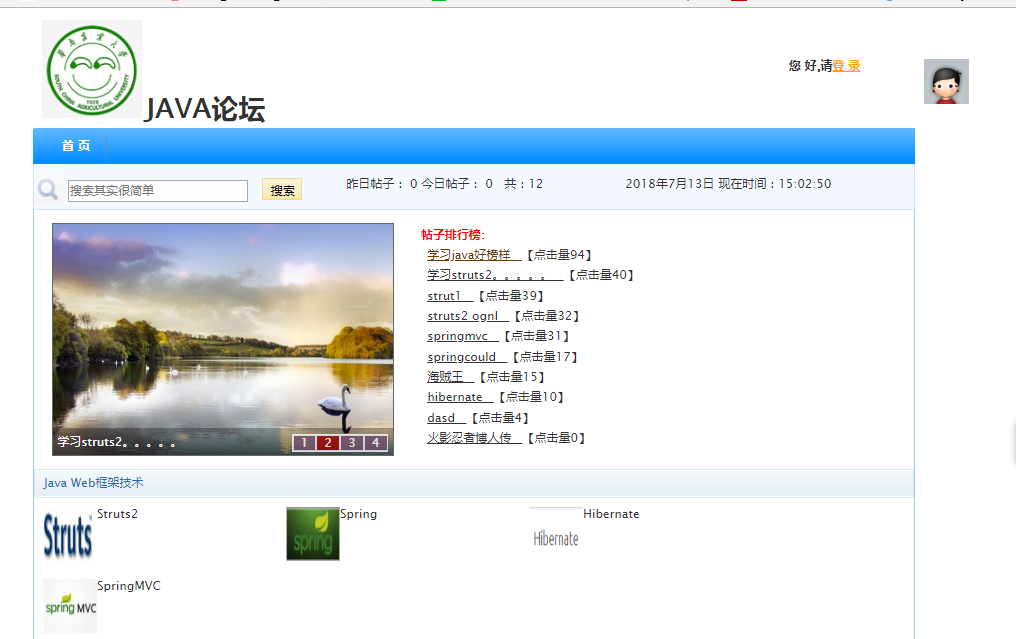 SOUTH CHINA AGRICULTURAL UNIVERSITY
1909
JAVA论坛
您 好,请登 录
首 页
搜索其实很简单
搜索
昨日帖子： 0 今日帖子： 0 共：12
2018年7月13日 现在时间：15:02:50
帖子排行榜:
学习java好榜样 【点击量94】
学习struts2。。。。。 【点击量40】
strut1 【点击量39】
struts2 ognl 【点击量32】
springmvc 【点击量31】
springcould 【点击量17】
海贼王 【点击量15】
hibernate 【点击量10】
dasd 【点击量4】
火影忍者博人传 【点击量0】
学习struts2。。。。。
1 2 3 4
Java Web框架技术
Struts
Struts2
spring
Spring
Hibernate
Hibernate
spring MVC
SpringMVC